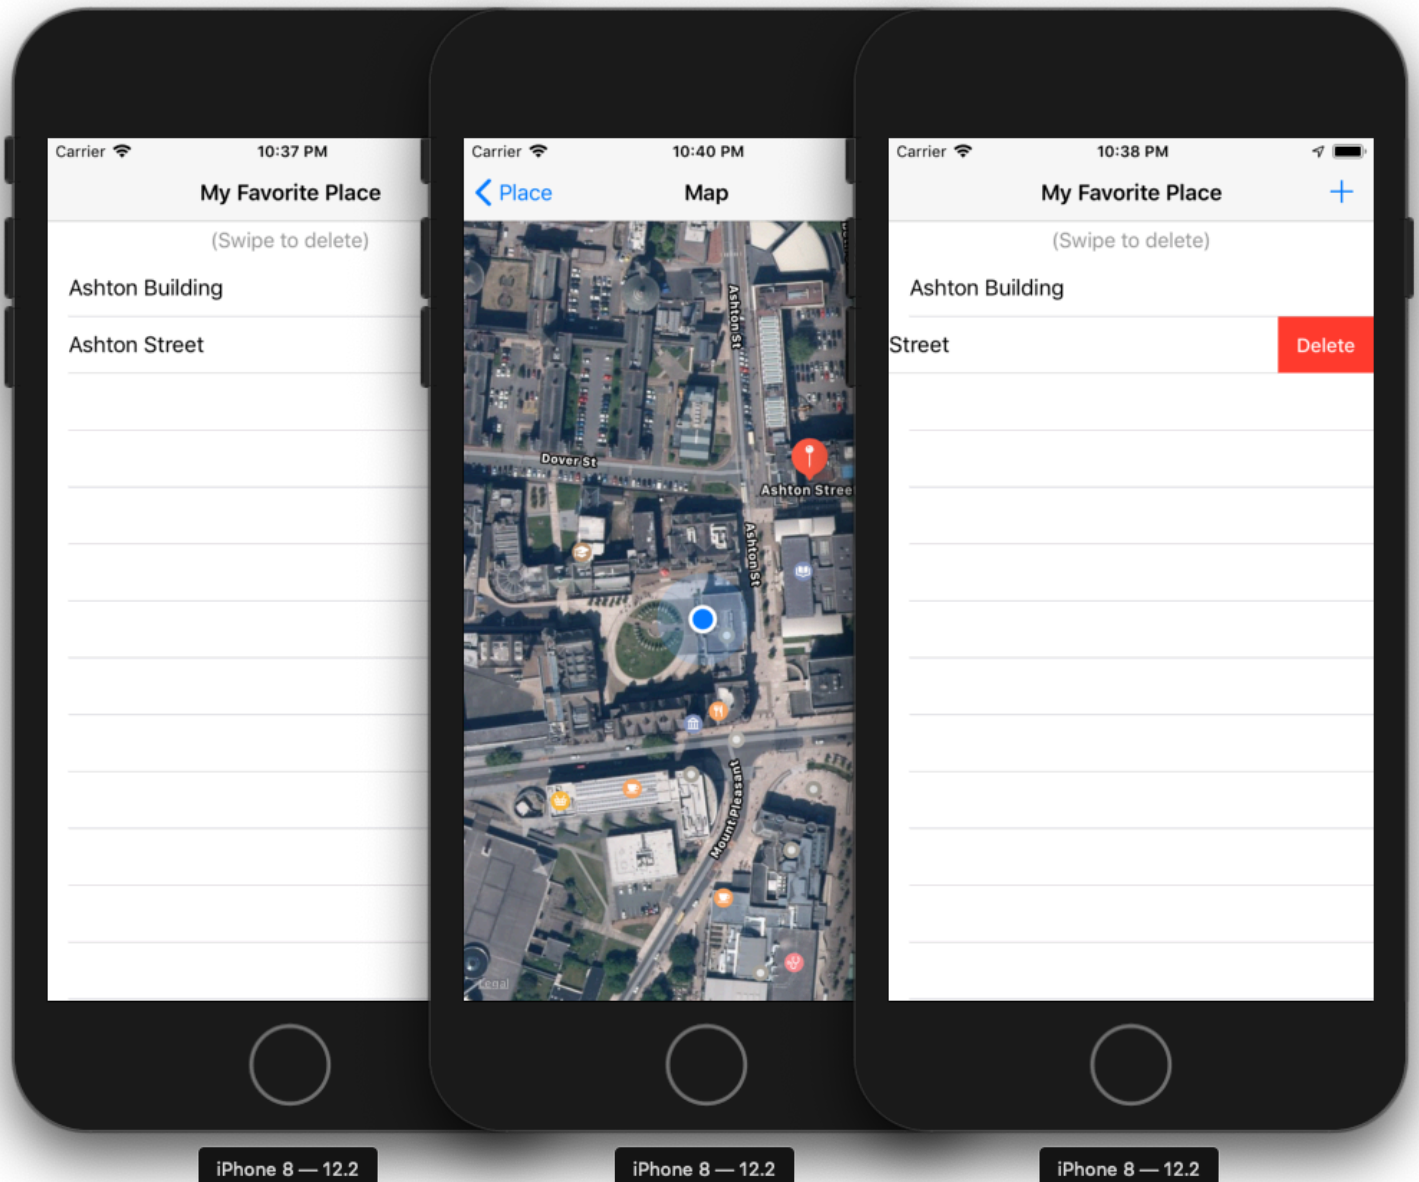 Carrier 10:37 PM
My Favorite Place
(Swipe to delete)
Ashton Building
Ashton Street
iPhone 8 — 12.2
Carrier 10:40 PM
Place Map
Ashton St
Dover St
Ashton Street
Ashton St
Mount Pleasant
Legal
iPhone 8 — 12.2
Carrier 10:38 PM
My Favorite Place +
(Swipe to delete)
Ashton Building
Street Delete
iPhone 8 — 12.2